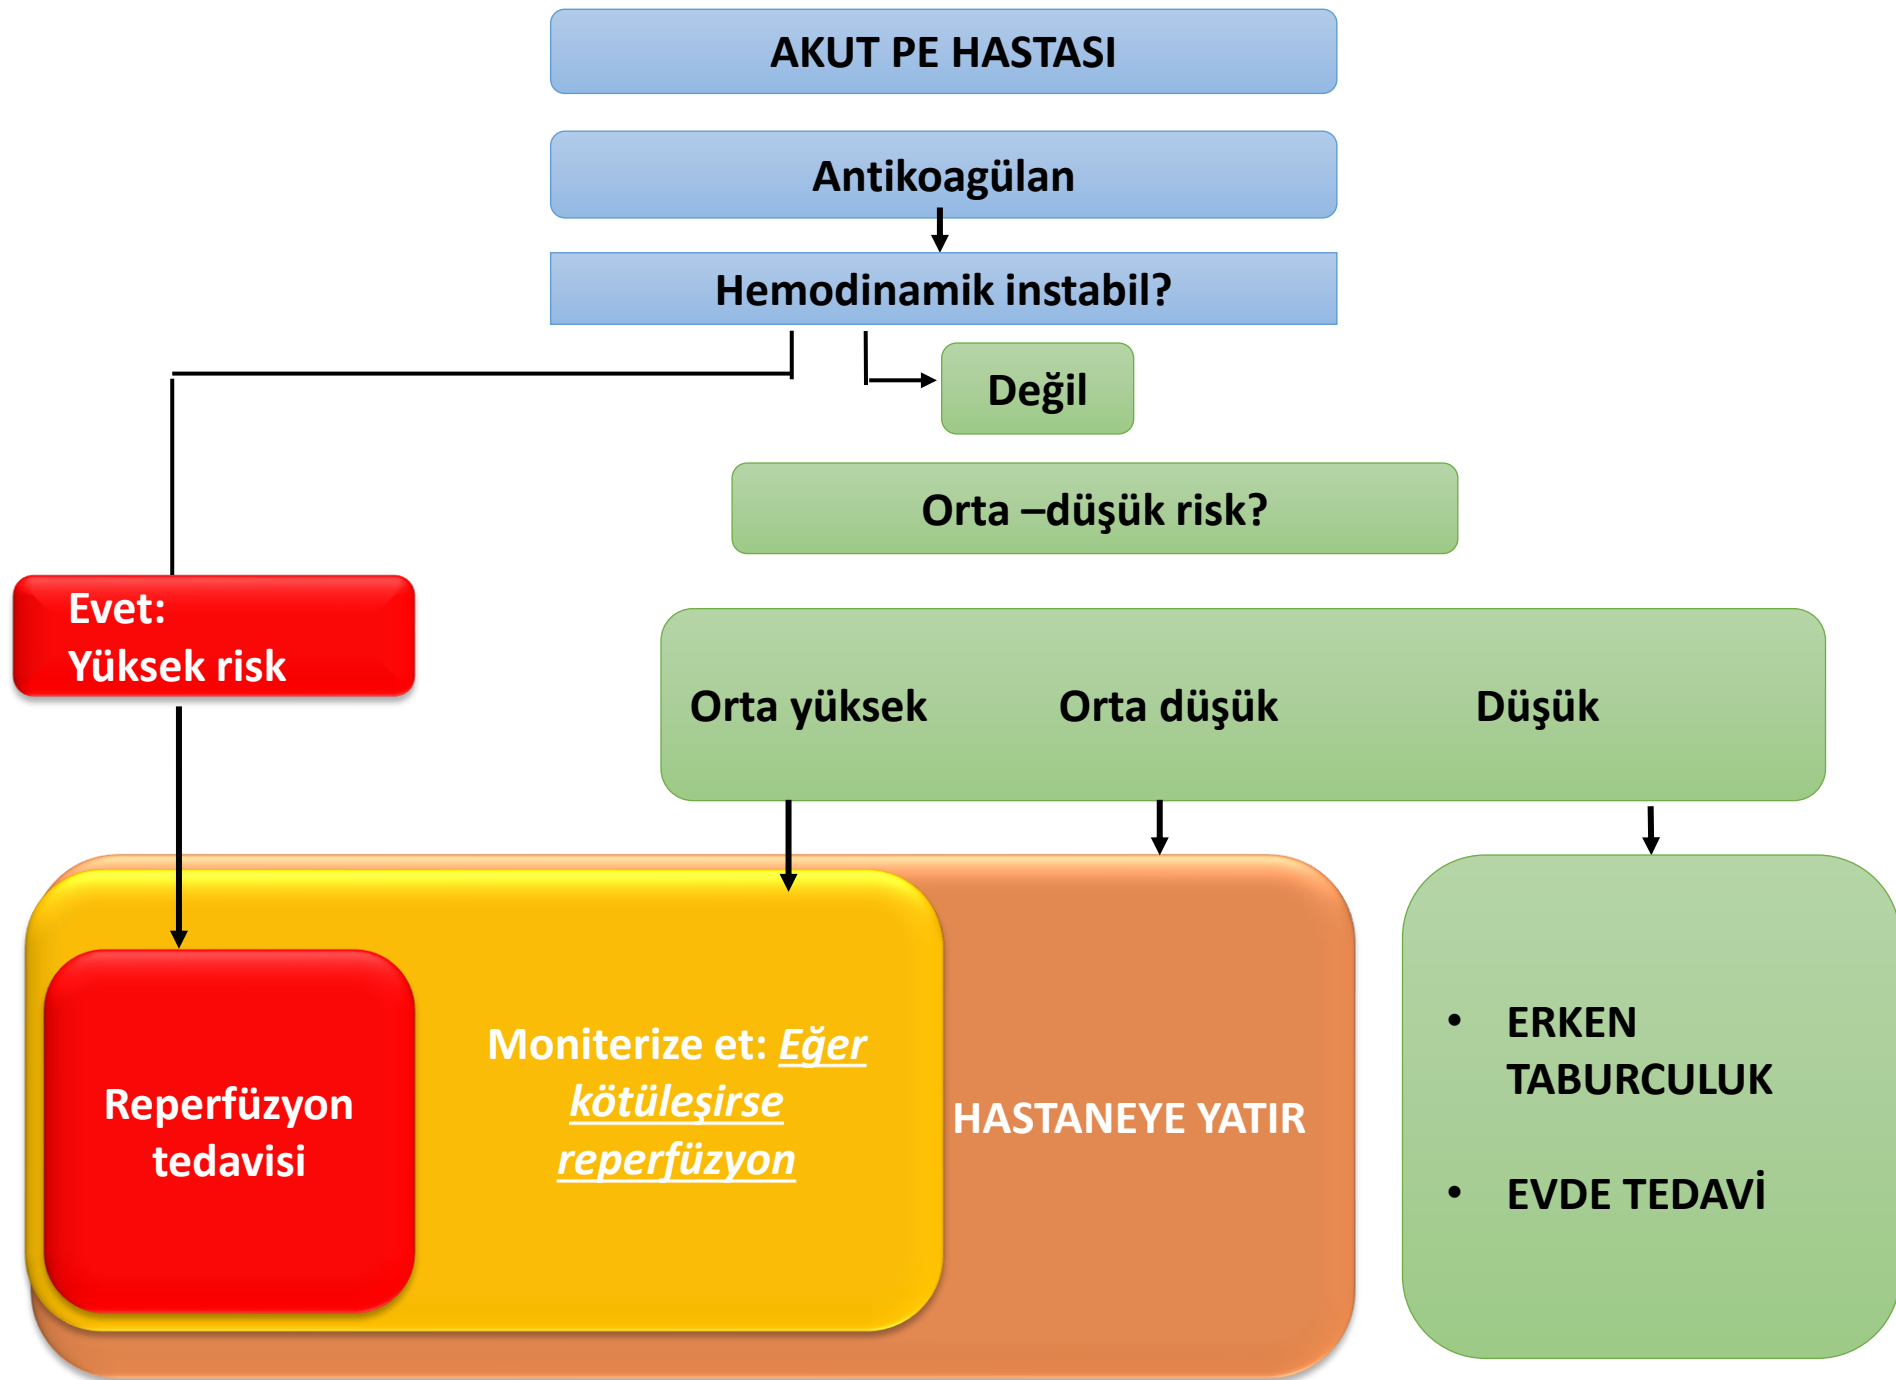 AKUT PE HASTASI
Antikoagülan
Hemodinamik instabil?
Değil
Orta –düşük risk?
Evet:
Yüksek risk
Orta yüksek
Orta düşük
Düşük
Reperfüzyon
tedavisi
Moniterize et: Eğer
kötüleşirse
reperfüzyon
HASTANEYE YATIR
• ERKEN
TABURCULUK
• EVDE TEDAVİ